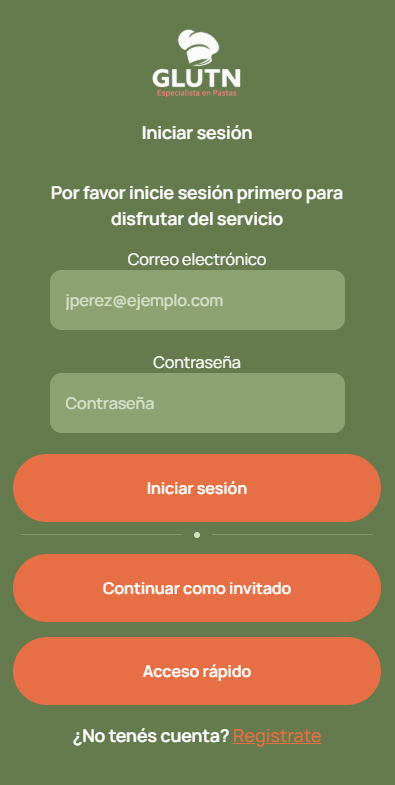 GLUTN
Especialista en Pastas
Iniciar sesión
Por favor inicie sesión primero para
disfrutar del servicio
Correo electrónico
jperez@ejemplo.com
Contraseña
Contraseña
Iniciar sesión
Continuar como invitado
Acceso rápido
¿No tenés cuenta? Registrate